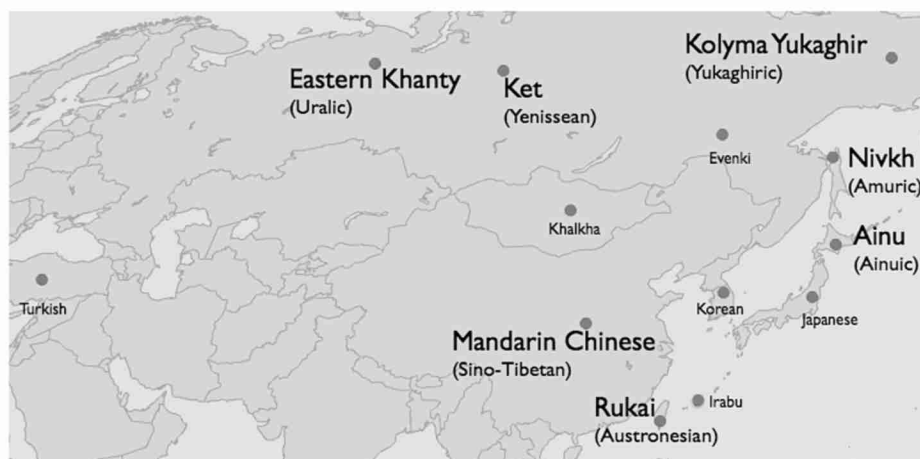 Kolyma Yukaghir
(Yukaghiric)
Eastern Khanty
(Uralic)
Ket
(Yenissean)
Evenki
Nivkh
(Amuric)
Khalkha
Ainu
(Ainuic)
Turkish
Korean
Japanese
Mandarin Chinese
(Sino-Tibetan)
Rukai
(Austronesian)
Irabu